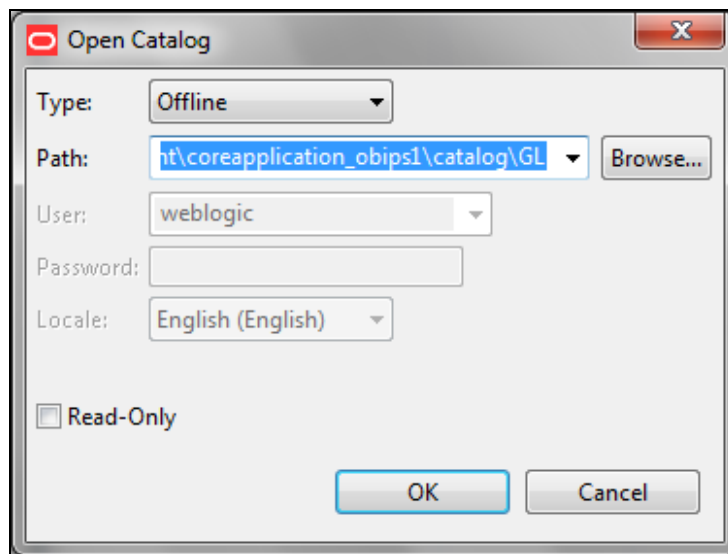 Open Catalog
Type: Offline
Path: nt\coreapplication_obips1\catalog\GL Browse...
User: weblogic
Password:
Locale: English (English)
Read-Only
OK Cancel